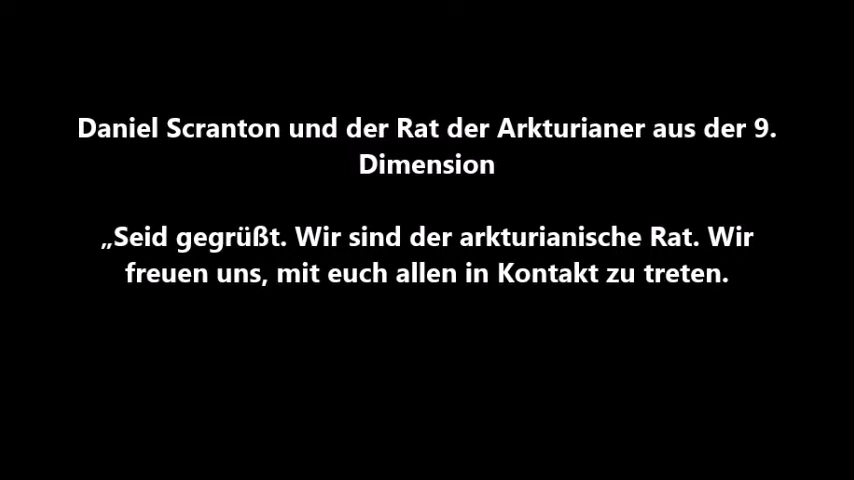 Daniel Scranton und der Rat der Arkturianer aus der 9.
Dimension
„Seid gegrüßt. Wir sind der arkturianische Rat. Wir
freuen uns, mit euch allen in Kontakt zu treten.